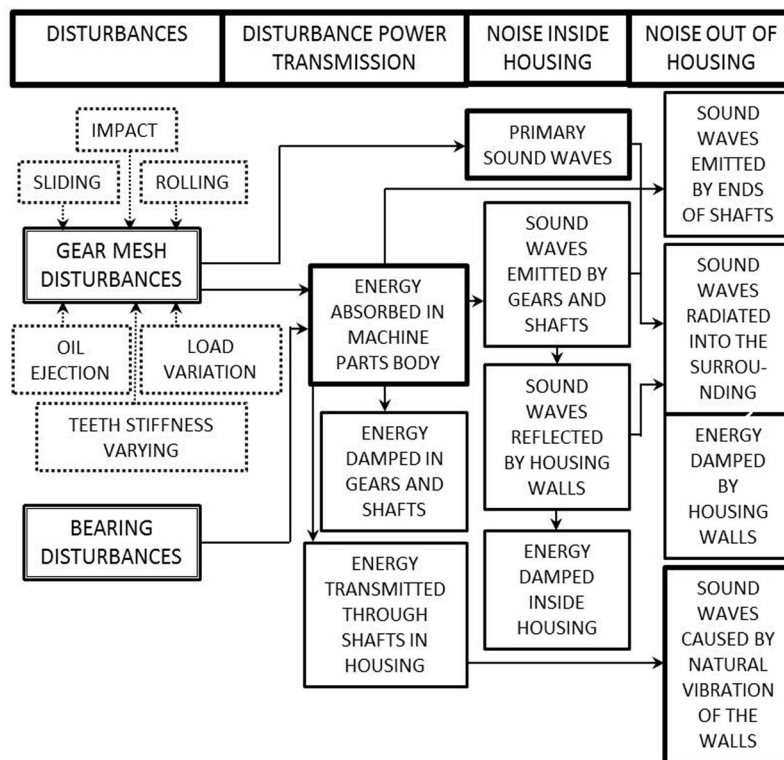 DISTURBANCES
DISTURBANCE POWER
TRANSMISSION
NOISE INSIDE
HOUSING
NOISE OUT OF
HOUSING
IMPACT
SLIDING
ROLLING
GEAR MESH
DISTURBANCES
OIL
EJECTION
LOAD
VARIATION
TEETH STIFFNESS
VARYING
BEARING
DISTURBANCES
ENERGY
ABSORBED IN
MACHINE
PARTS BODY
ENERGY
DAMPED IN
GEARS AND
SHAFTS
ENERGY
TRANSMITTED
THROUGH
SHAFTS IN
HOUSING
PRIMARY
SOUND WAVES
SOUND
WAVES
EMITTED BY
GEARS AND
SHAFTS
SOUND
WAVES
REFLECTED
BY HOUSING
WALLS
ENERGY
DAMPED
INSIDE
HOUSING
SOUND
WAVES
EMITTED
BY ENDS
OF SHAFTS
SOUND
WAVES
RADIATED
INTO THE
SURROU-
NDING
ENERGY
DAMPED
BY
HOUSING
WALLS
SOUND
WAVES
CAUSED BY
NATURAL
VIBRATION
OF THE
WALLS